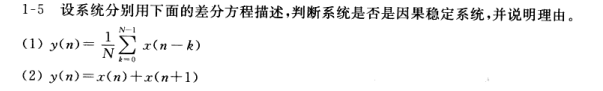 1-5 设系统分别用下面的差分方程描述,判断系统是否是因果稳定系统,并说明理由。
(1) y(n)=\frac{1}{N}\sum_{k=0}^{N-1} x(n-k)
(2) y(n)=x(n)+x(n+1)